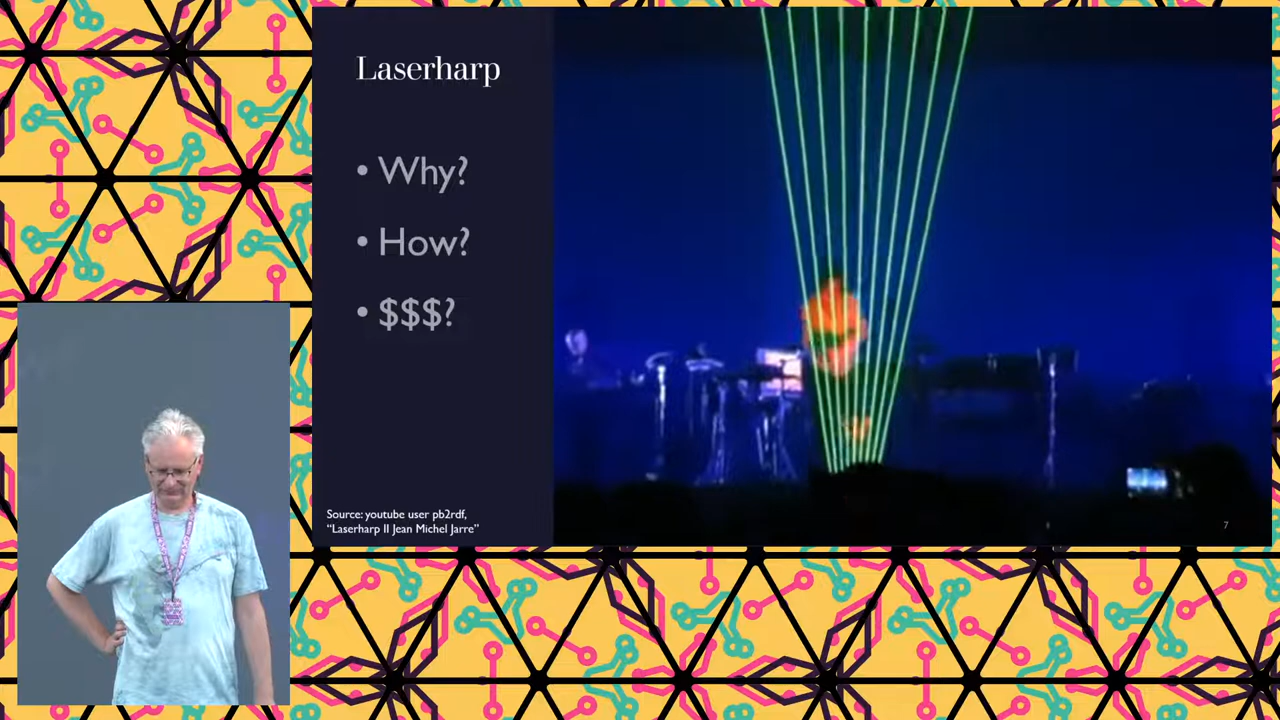 Laserharp
• Why?
• How?
• $$$?
Source: youtube user pb2rdf,
“Laserharp II Jean Michel Jarre”
7